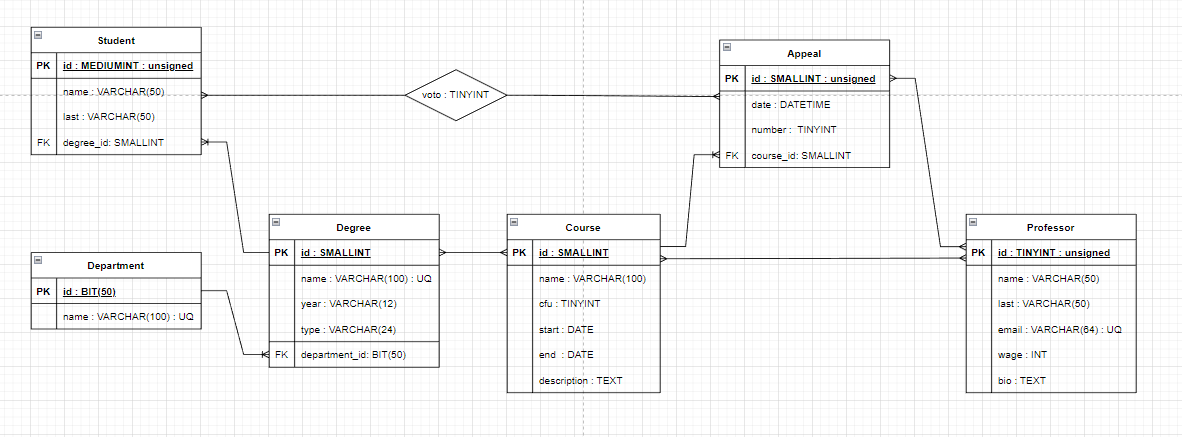 Student
PK id : MEDIUMINT : unsigned
name : VARCHAR(50)
last : VARCHAR(50)
FK degree_id: SMALLINT
voto : TINYINT
Appeal
PK id : SMALLINT : unsigned
date : DATETIME
number : TINYINT
FK course_id: SMALLINT
Department
PK id : BIT(50)
name : VARCHAR(100) : UQ
Degree
PK id : SMALLINT
name : VARCHAR(100) : UQ
year : VARCHAR(12)
type : VARCHAR(24)
FK department_id: BIT(50)
Course
PK id : SMALLINT
name : VARCHAR(100)
cfu : TINYINT
start : DATE
end : DATE
description : TEXT
Professor
PK id : TINYINT : unsigned
name : VARCHAR(50)
last : VARCHAR(50)
email : VARCHAR(64) : UQ
wage : INT
bio : TEXT